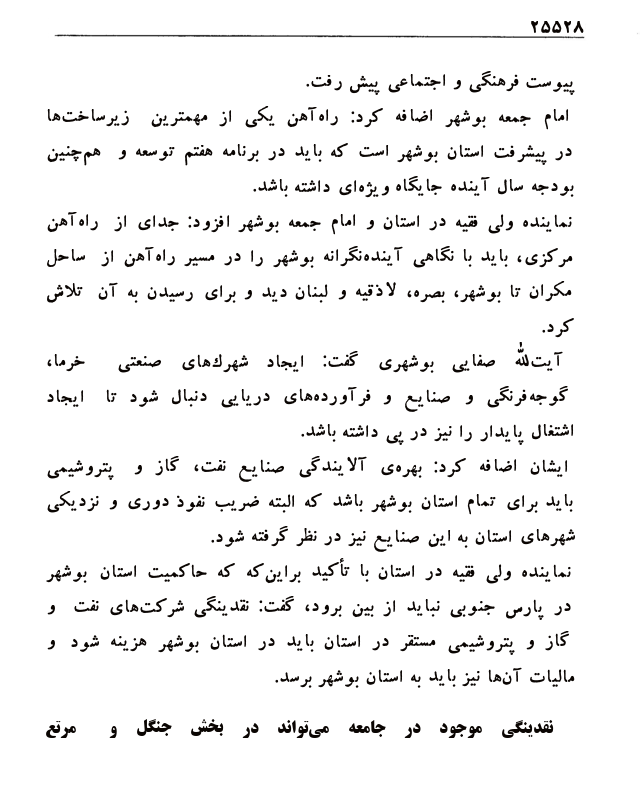 ۲۵۵۲۸
پیوست فرهنگی و اجتماعی پیش رفت.
امام جمعه بوشهر اضافه کرد: راه‌آهن یکی از مهمترین زیرساخت‌ها
در پیشرفت استان بوشهر است که باید در برنامه هفتم توسعه و هم‌چنین
بودجه سال آینده جایگاه ویژه‌ای داشته باشد.
نماینده ولی فقیه در استان و امام جمعه بوشهر افزود: جدای از راه‌آهن
مرکزی، باید با نگاهی آینده‌نگرانه بوشهر را در مسیر راه‌آهن از ساحل
مکران تا بوشهر، بصره، لاذقیه و لبنان دید و برای رسیدن به آن تلاش
کرد.
آیت‌الله صفایی بوشهری گفت: ایجاد شهرك‌های صنعتی خرما،
گوجه‌فرنگی و صنایع و فرآورده‌های دریایی دنبال شود تا ایجاد
اشتغال پایدار را نیز در پی داشته باشد.
ایشان اضافه کرد: بهره‌ی آلایندگی صنایع نفت، گاز و پتروشیمی
باید برای تمام استان بوشهر باشد که البته ضریب نفوذ دوری و نزدیکی
شهرهای استان به این صنایع نیز در نظر گرفته شود.
نماینده ولی فقیه در استان با تأکید براین‌که که حاکمیت استان بوشهر
در پارس جنوبی نباید از بین برود، گفت: نقدینگی شرکت‌های نفت و
گاز و پتروشیمی مستقر در استان باید در استان بوشهر هزینه شود و
مالیات آن‌ها نیز باید به استان بوشهر برسد.
نقدینگی موجود در جامعه می‌تواند در بخش جنگل و مرتع